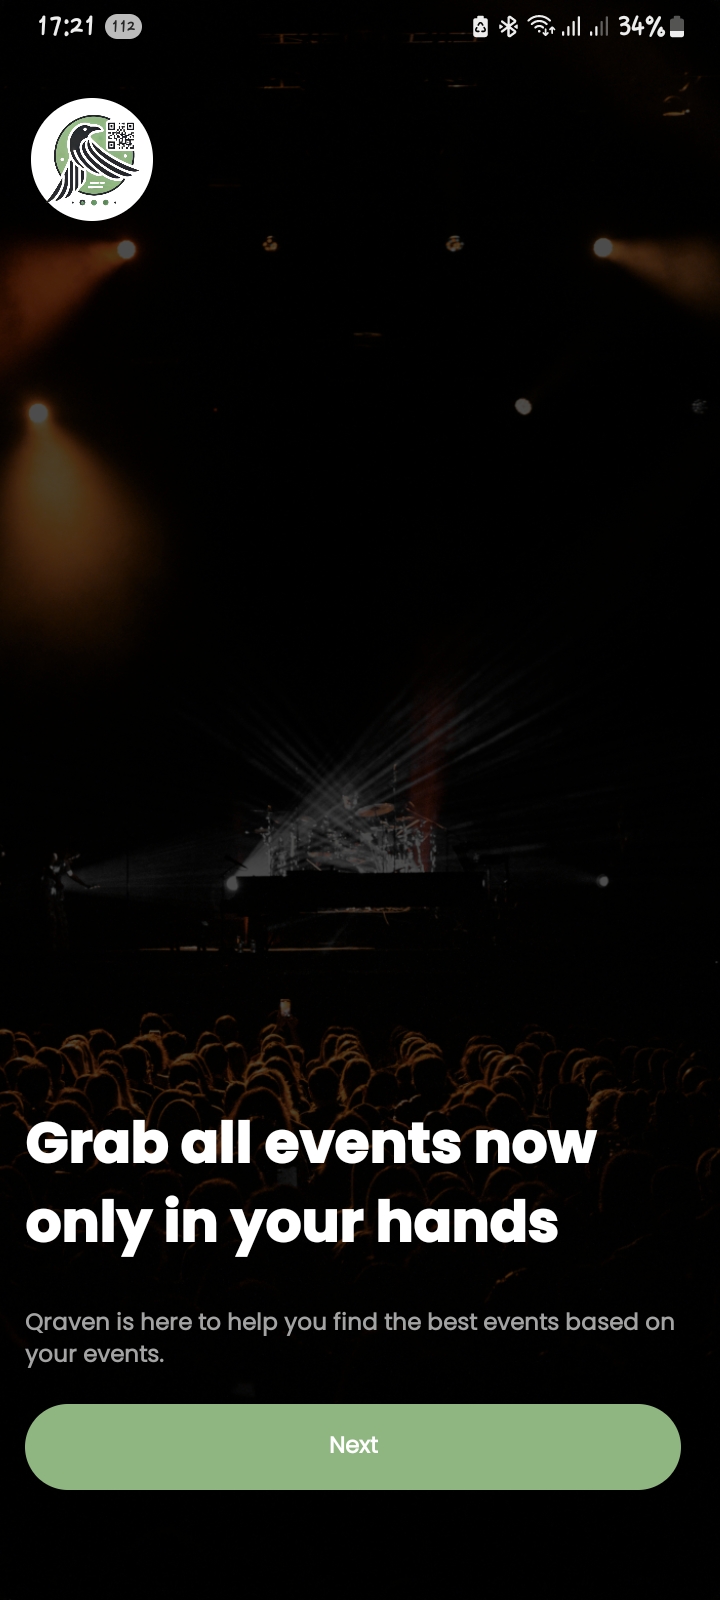 17:21 112 34%
Grab all events now
only in your hands
Qraven is here to help you find the best events based on
your events.
Next